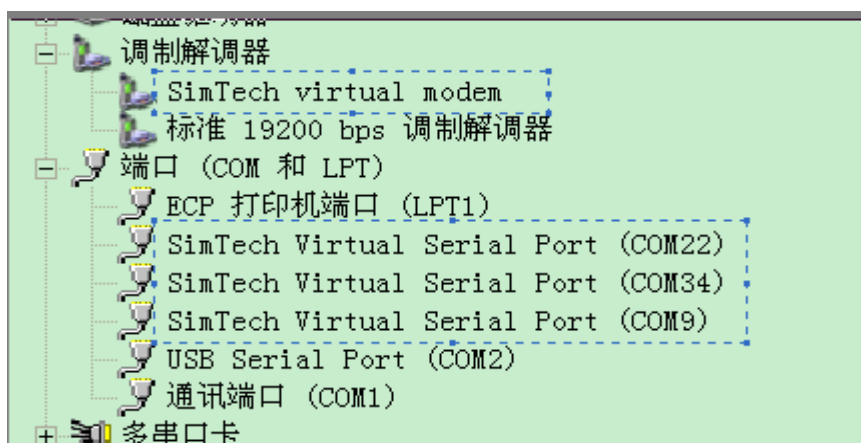 调制解调器
SimTech virtual modem
标准 19200 bps 调制解调器
端口 (COM 和 LPT)
ECP 打印机端口 (LPT1)
SimTech Virtual Serial Port (COM22)
SimTech Virtual Serial Port (COM34)
SimTech Virtual Serial Port (COM9)
USB Serial Port (COM2)
通讯端口 (COM1)
多串口卡